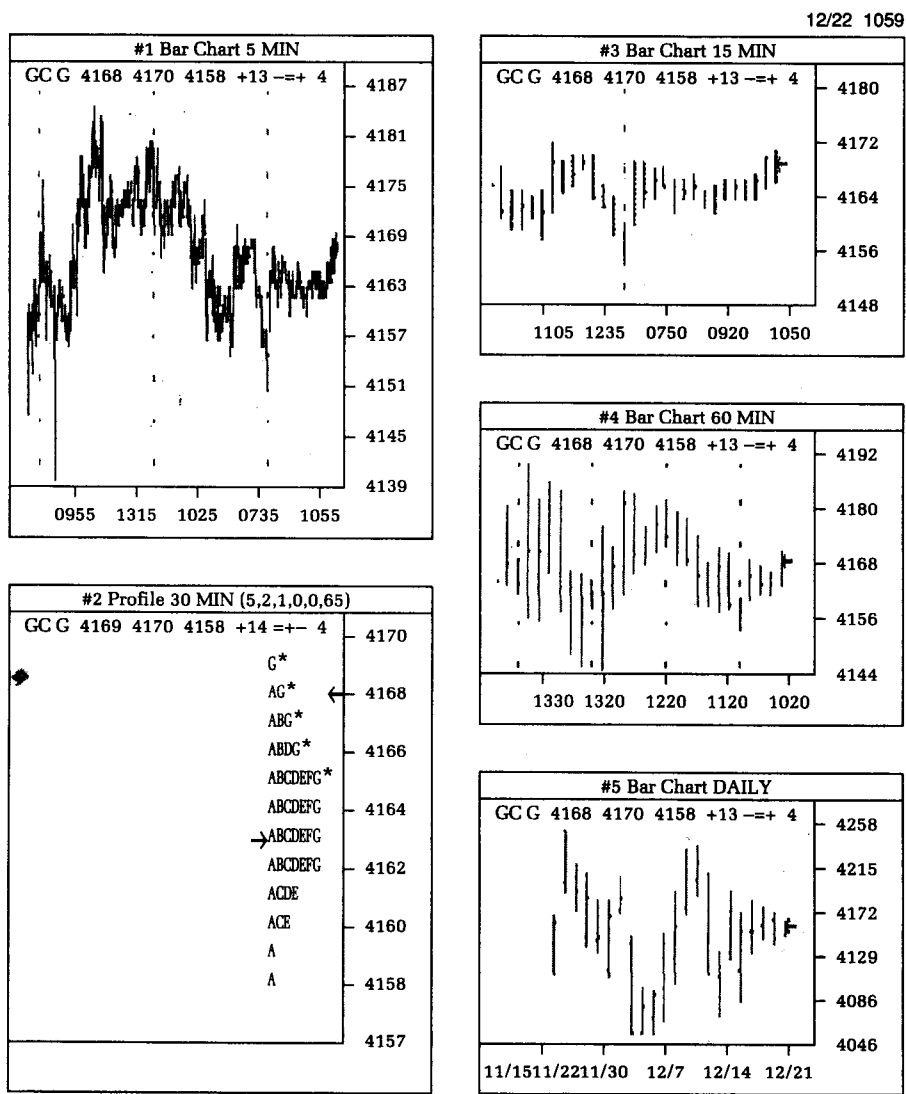 12/22 1059
#1 Bar Chart 5 MIN
GC G 4168 4170 4158 +13 −=+ 4
4187
4181
4175
4169
4163
4157
4151
4145
4139
0955 1315 1025 0735 1055
#2 Profile 30 MIN (5,2,1,0,0,65)
GC G 4169 4170 4158 +14 =+− 4
4170
G*
AG* ← 4168
ABG*
ABDG* 4166
ABCDEFG*
ABCDEFG 4164
→ABCDEFG
ABCDEFG 4162
ACDE
ACE 4160
A
A 4158
4157
#3 Bar Chart 15 MIN
GC G 4168 4170 4158 +13 −=+ 4
4180
4172
4164
4156
4148
1105 1235 0750 0920 1050
#4 Bar Chart 60 MIN
GC G 4168 4170 4158 +13 −=+ 4
4192
4180
4168
4156
4144
1330 1320 1220 1120 1020
#5 Bar Chart DAILY
GC G 4168 4170 4158 +13 −=+ 4
4258
4215
4172
4129
4086
4046
11/15 11/22 11/30 12/7 12/14 12/21